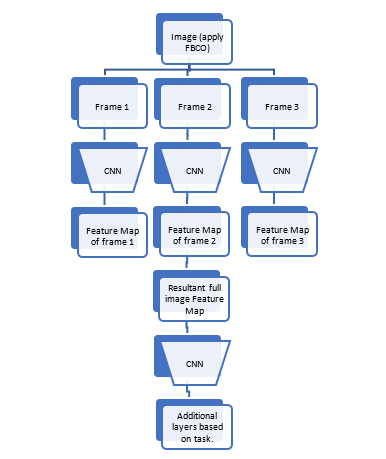 Image (apply
FBCO)
Frame 1
Frame 2
Frame 3
CNN
CNN
CNN
Feature Map
of frame 1
Feature Map
of frame 2
Feature Map
of frame 3
Resultant full
image Feature
Map
CNN
Additional
layers based
on task.